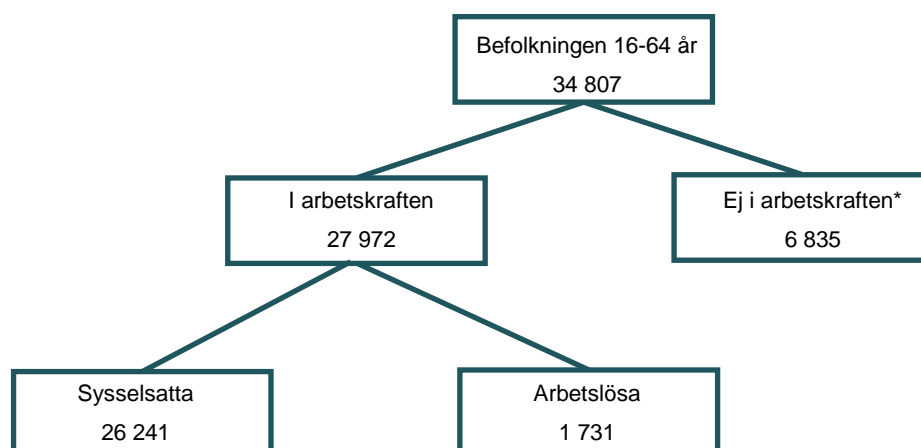 Befolkningen 16-64 år
34 807
I arbetskraften
27 972
Ej i arbetskraften*
6 835
Sysselsatta
26 241
Arbetslösa
1 731